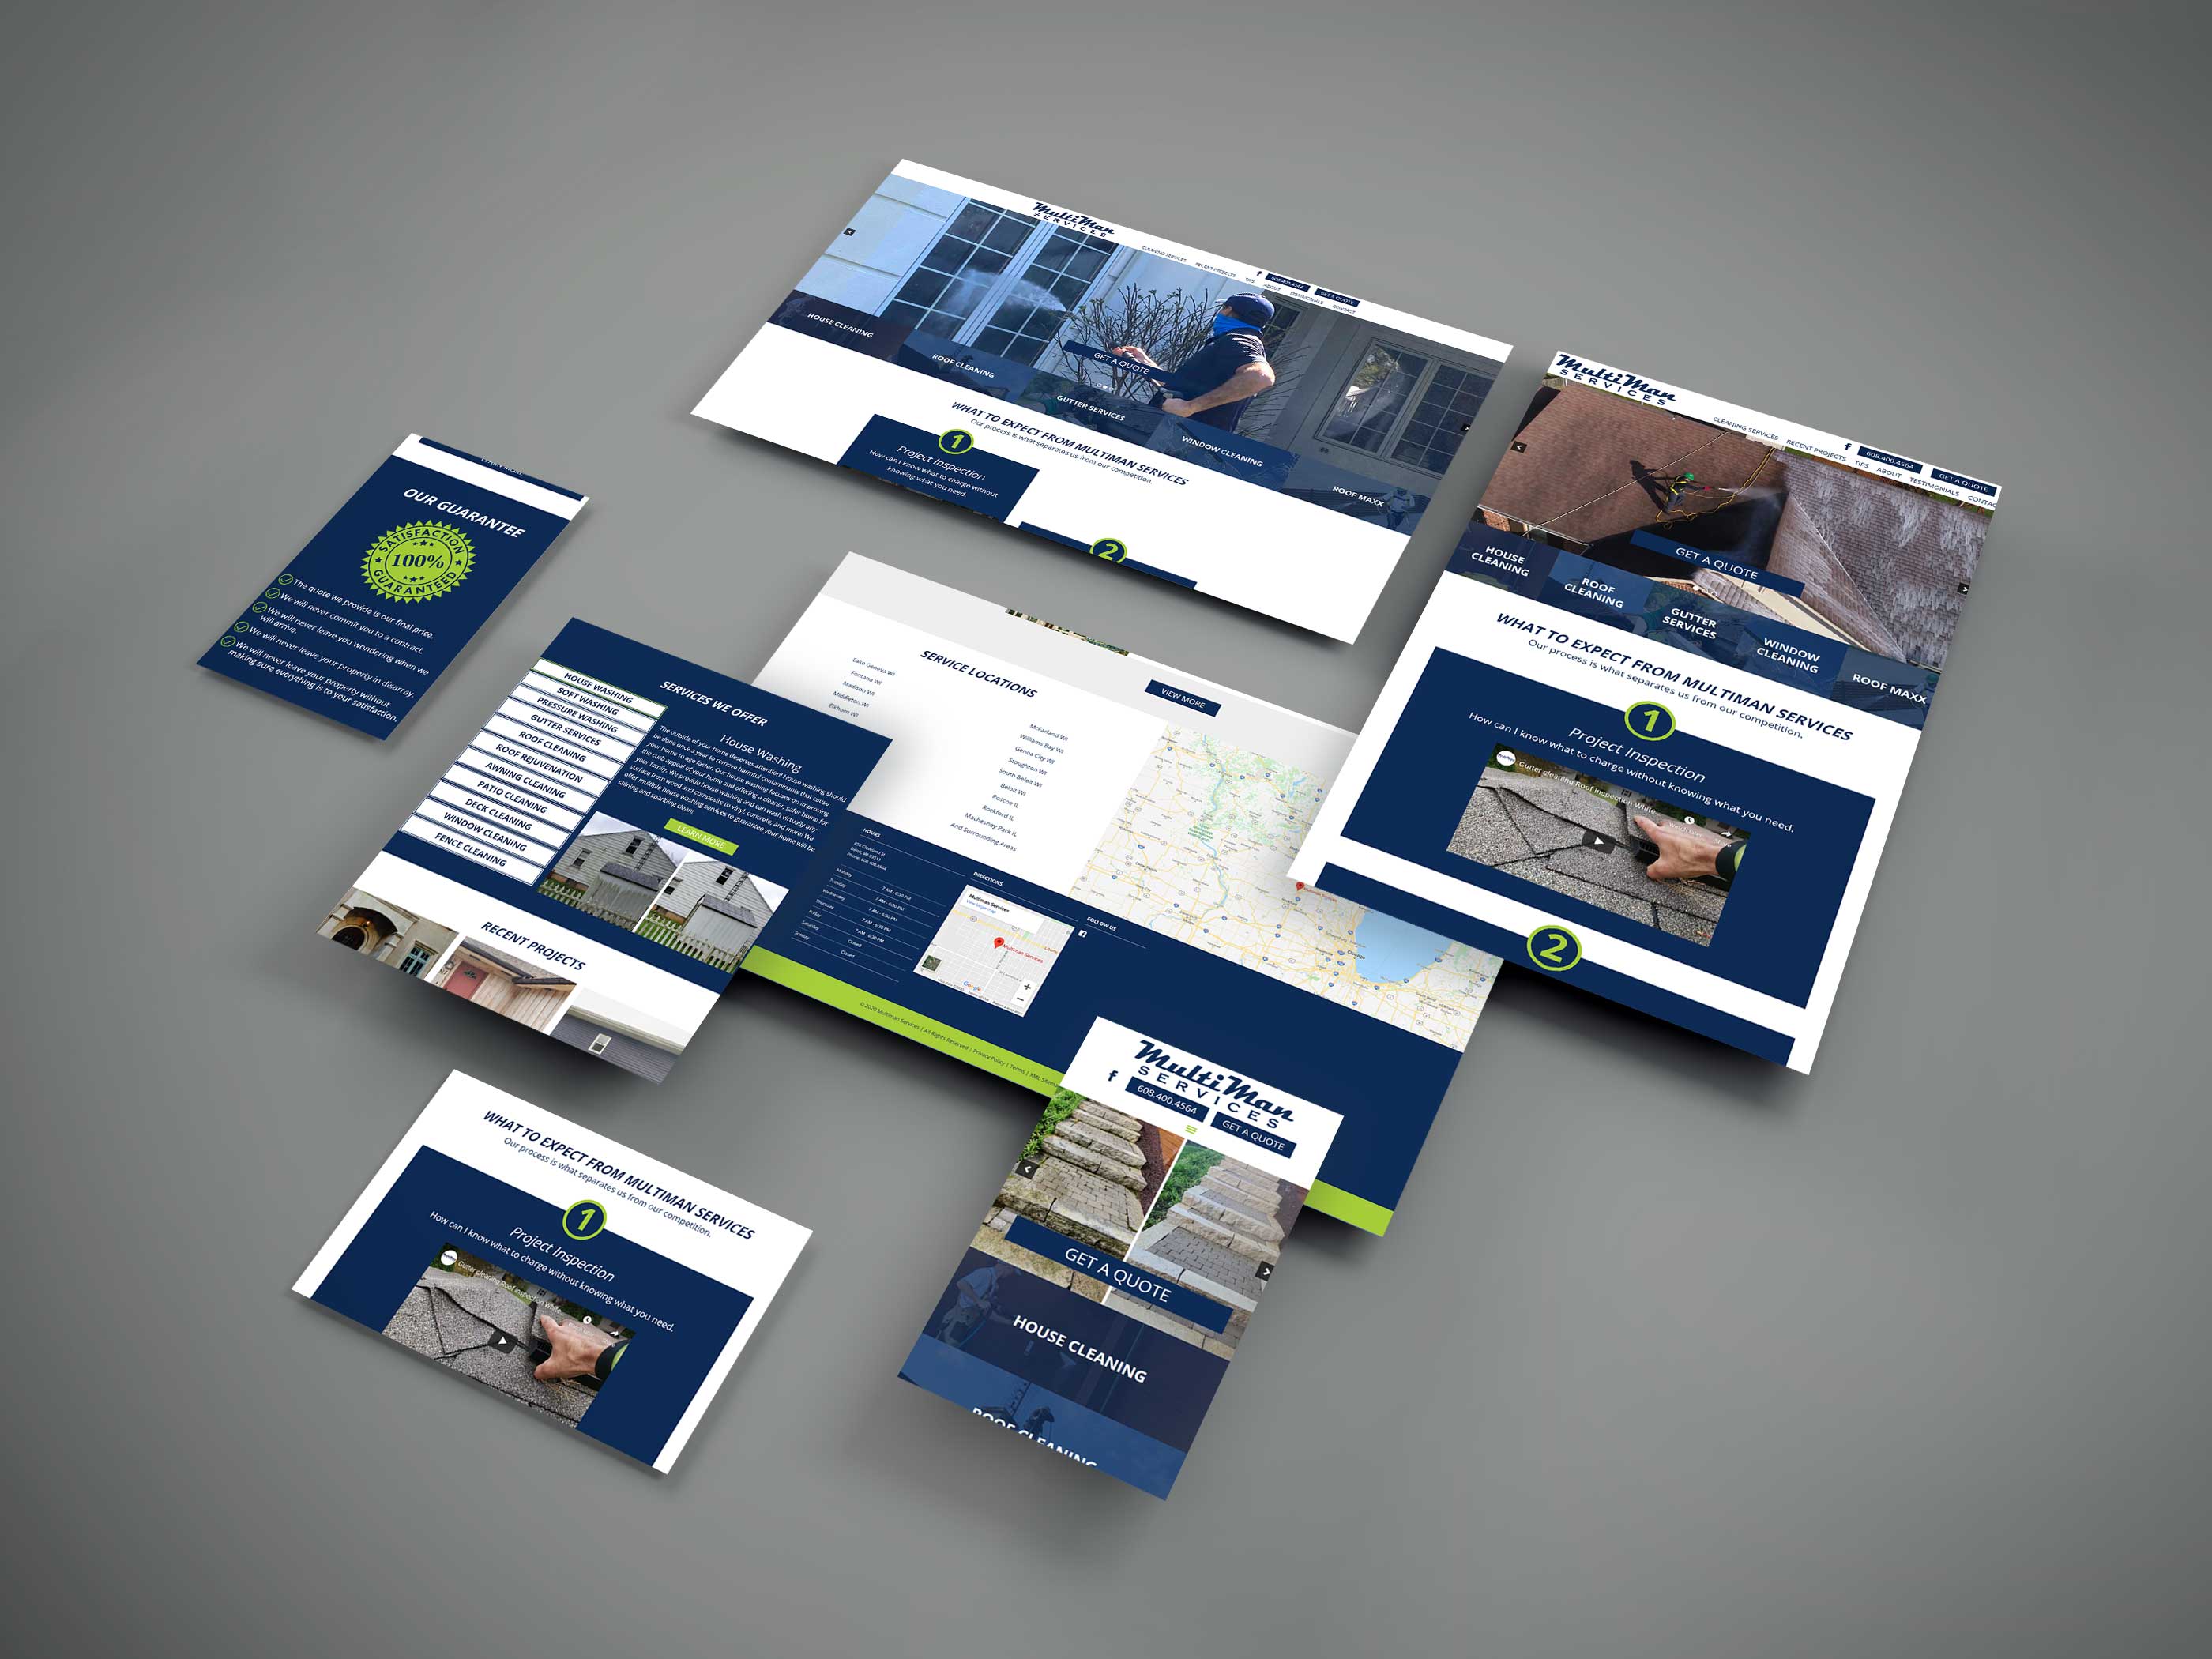 MultiMan
SERVICES
CLEANING SERVICES RECENT PROJECTS TIPS ABOUT TESTIMONIALS CONTACT
608.400.4564
GET A QUOTE
GET A QUOTE
HOUSE CLEANING
ROOF CLEANING
GUTTER SERVICES
WINDOW CLEANING
ROOF MAXX
WHAT TO EXPECT FROM MULTIMAN SERVICES
Our process is what separates us from our competition.
1
Project Inspection
How can I know what to charge without
knowing what you need.
2
MultiMan
SERVICES
CLEANING SERVICES RECENT PROJECTS TIPS ABOUT TESTIMONIALS CONTAC
608.400.4564
GET A QUOTE
GET A QUOTE
HOUSE
CLEANING
ROOF
CLEANING
GUTTER
SERVICES
WINDOW
CLEANING
ROOF MAXX
WHAT TO EXPECT FROM MULTIMAN SERVICES
Our process is what separates us from our competition.
1
Project Inspection
How can I know what to charge without knowing what you need.
Gutter cleaning Roof Inspection White...
2
OUR GUARANTEE
SATISFACTION
100%
GUARANTEED
The quote we provide is our final price.
We will never commit you to a contract.
We will never leave you wondering when we
will arrive.
We will never leave your property in disarray.
We will never leave your property without
making sure everything is to your satisfaction.
SERVICES WE OFFER
HOUSE WASHING
SOFT WASHING
PRESSURE WASHING
GUTTER SERVICES
ROOF CLEANING
ROOF REJUVENATION
AWNING CLEANING
PATIO CLEANING
DECK CLEANING
WINDOW CLEANING
FENCE CLEANING
House Washing
The outside of your home deserves attention! House washing should
be done once a year to remove harmful contaminants that cause
your home to age faster. Our house washing focuses on improving
the curb appeal of your home and offering a cleaner, safer home for
your family. We provide house washing and can wash virtually any
surface from wood and composite to vinyl, concrete, and more! We
offer multiple house washing services to guarantee your home will be
shining and sparkling clean!
LEARN MORE
RECENT PROJECTS
VIEW MORE
SERVICE LOCATIONS
Lake Geneva WI
Fontana WI
Madison WI
Middleton WI
Elkhorn WI
McFarland WI
Williams Bay WI
Genoa City WI
Stoughton WI
South Beloit WI
Beloit WI
Roscoe IL
Rockford IL
Machesney Park IL
And Surrounding Areas
Chicago
HOURS
Phone: 608-400-4564
Monday 7 AM - 6:30 PM
Tuesday 7 AM - 6:30 PM
Wednesday 7 AM - 6:30 PM
Thursday 7 AM - 6:30 PM
Friday 7 AM - 6:30 PM
Saturday Closed
Sunday Closed
DIRECTIONS
Multiman Services
Multiman Services
Google
FOLLOW US
© 2020 Multiman Services | All Rights Reserved | Privacy Policy | Terms | XML Sitemap
WHAT TO EXPECT FROM MULTIMAN SERVICES
Our process is what separates us from our competition.
1
Project Inspection
How can I know what to charge without knowing what you need.
Gutter cleaning Roof Inspection White...
MultiMan
SERVICES
608.400.4564
GET A QUOTE
GET A QUOTE
HOUSE CLEANING
ROOF CLEANING